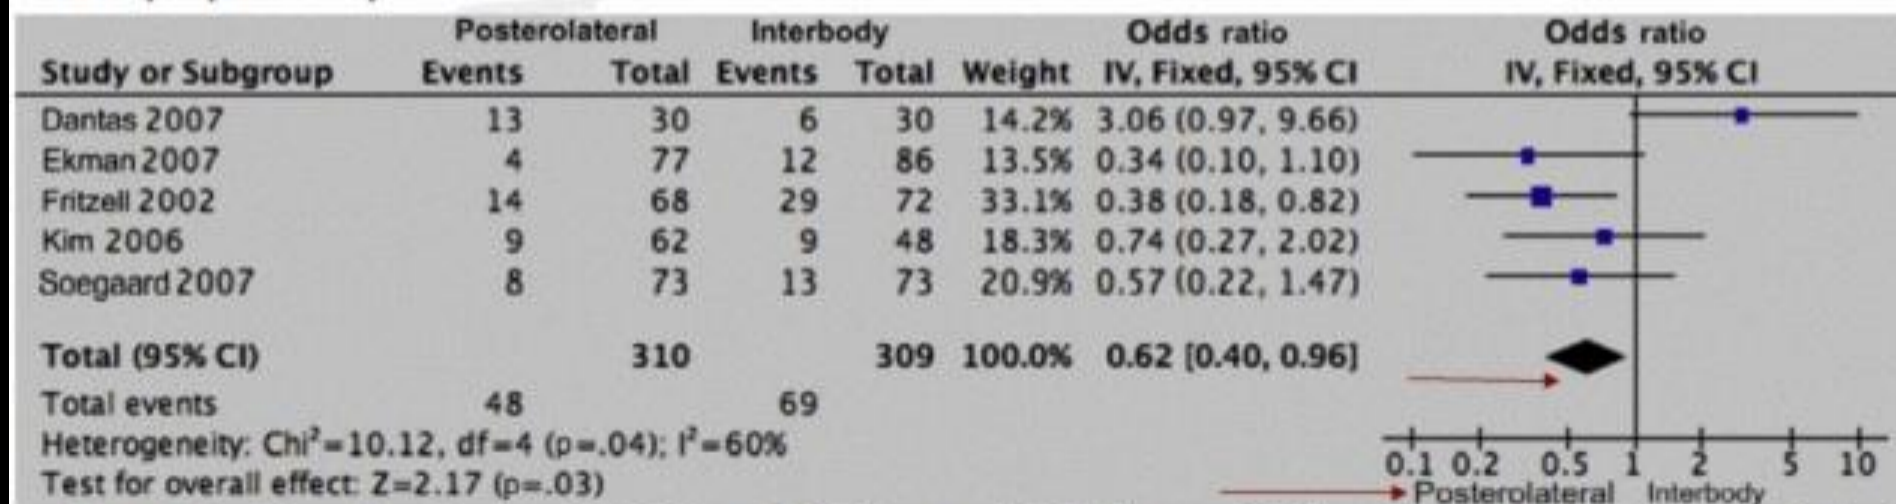 Posterolateral Interbody Odds ratio Odds ratio
Study or Subgroup Events Total Events Total Weight IV, Fixed, 95% CI IV, Fixed, 95% CI
Dantas 2007 13 30 6 30 14.2% 3.06 (0.97, 9.66)
Ekman 2007 4 77 12 86 13.5% 0.34 (0.10, 1.10)
Fritzell 2002 14 68 29 72 33.1% 0.38 (0.18, 0.82)
Kim 2006 9 62 9 48 18.3% 0.74 (0.27, 2.02)
Soegaard 2007 8 73 13 73 20.9% 0.57 (0.22, 1.47)
Total (95% CI) 310 309 100.0% 0.62 [0.40, 0.96]
Total events 48 69
Heterogeneity: Chi²=10.12, df=4 (p=.04); I²=60%
Test for overall effect: Z=2.17 (p=.03)
0.1 0.2 0.5 1 2 5 10
Posterolateral Interbody